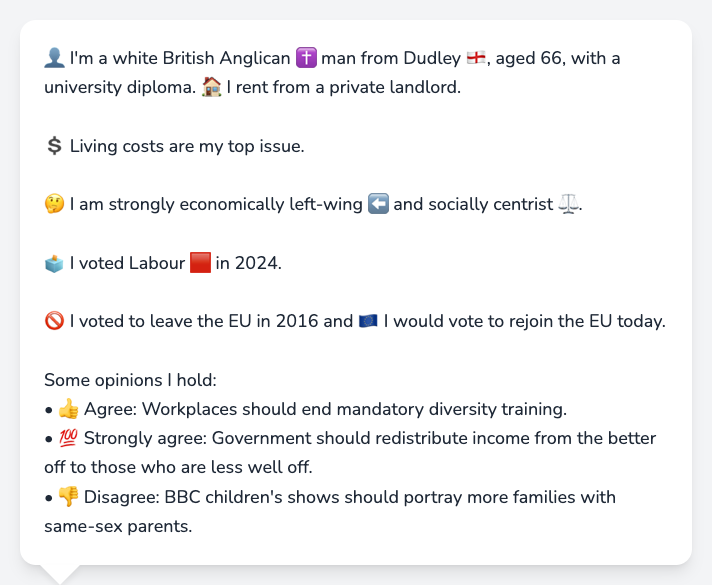 👤 I'm a white British Anglican ✝️ man from Dudley 🏴󠁧󠁢󠁥󠁮󠁧󠁿, aged 66, with a
university diploma. 🏠 I rent from a private landlord.
💲 Living costs are my top issue.
🤔 I am strongly economically left-wing ⬅️ and socially centrist ⚖️.
🗳️ I voted Labour 🟥 in 2024.
🚫 I voted to leave the EU in 2016 and 🇪🇺 I would vote to rejoin the EU today.
Some opinions I hold:
• 👍 Agree: Workplaces should end mandatory diversity training.
• 💯 Strongly agree: Government should redistribute income from the better
off to those who are less well off.
• 👎 Disagree: BBC children's shows should portray more families with
same-sex parents.